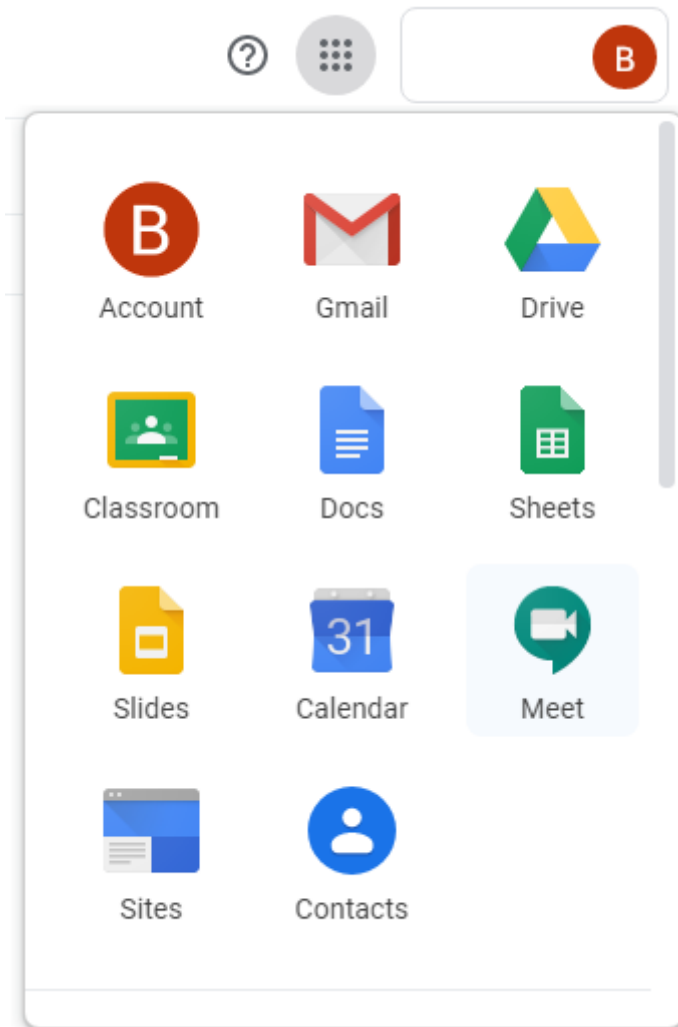 B
B
Account Gmail Drive
Classroom Docs Sheets
31
Slides Calendar Meet
Sites Contacts